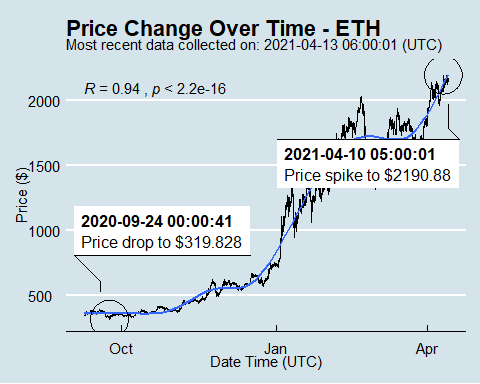 Price Change Over Time - ETH
Most recent data collected on: 2021-04-13 06:00:01 (UTC)
R = 0.94 , p < 2.2e-16
2000
1500
1000
500
Price ($)
2021-04-10 05:00:01
Price spike to $2190.88
2020-09-24 00:00:41
Price drop to $319.828
Oct
Jan
Apr
Date Time (UTC)